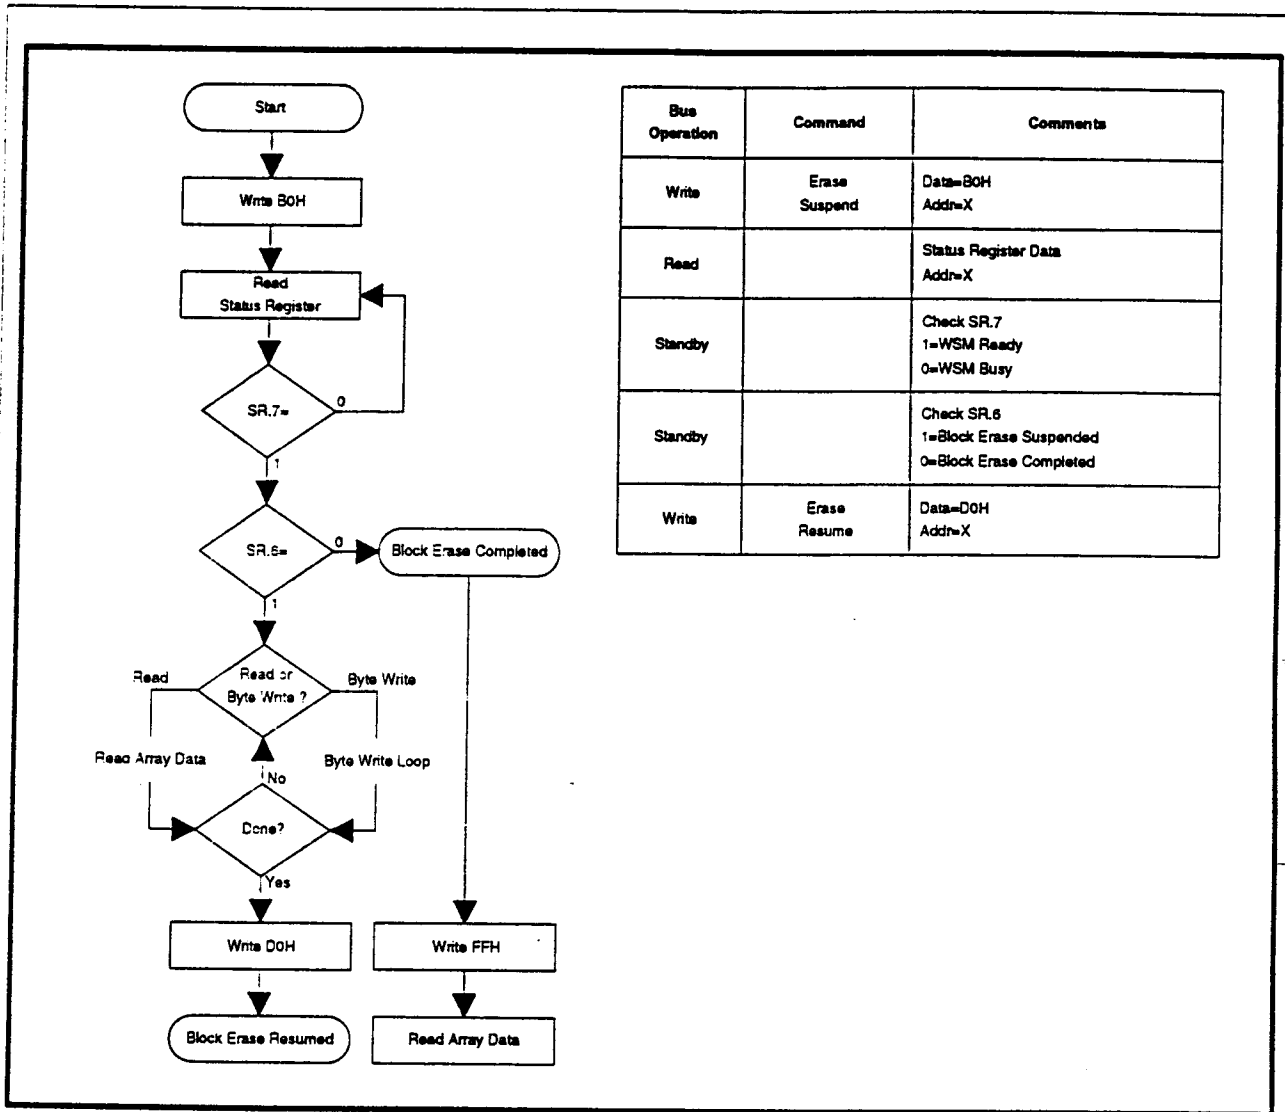 Start
Write B0H
Read
Status Register
SR.7=
0
1
SR.6=
0
Block Erase Completed
1
Read or
Byte Write ?
Read
Byte Write
Read Array Data
Byte Write Loop
No
Done?
Yes
Write D0H
Write FFH
Block Erase Resumed
Read Array Data
Bus
Operation
Command
Comments
Write
Erase
Suspend
Data=B0H
Addr=X
Read
Status Register Data
Addr=X
Standby
Check SR.7
1=WSM Ready
0=WSM Busy
Standby
Check SR.6
1=Block Erase Suspended
0=Block Erase Completed
Write
Erase
Resume
Data=D0H
Addr=X